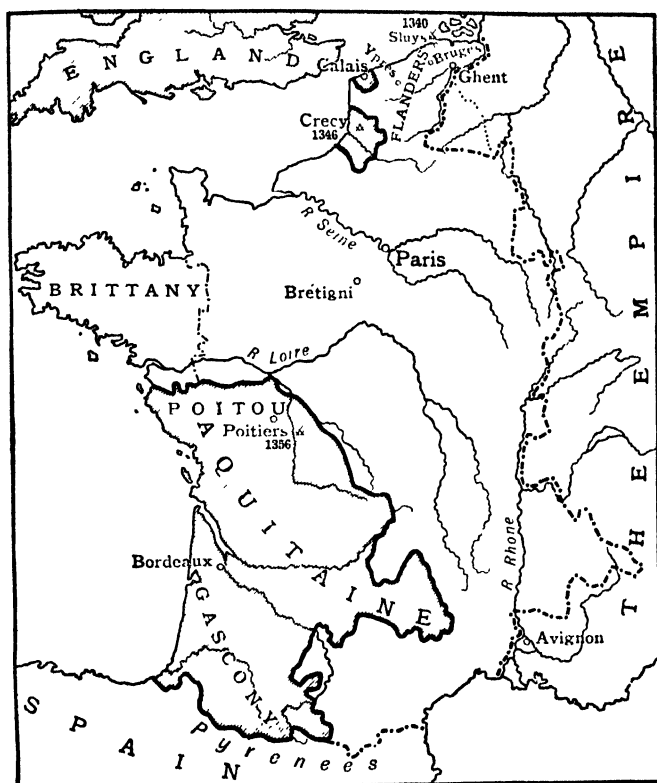 ENGLAND
1340
Sluys
Bruges
Ypres
Calais
Ghent
FLANDERS
Crecy
1346
R Seine
Paris
BRITTANY
Brétigni
R Loire
THE EMPIRE
POITOU
Poitiers
1356
AQUITAINE
R Rhone
Bordeaux
GASCONY
Avignon
SPAIN
Pyrenees